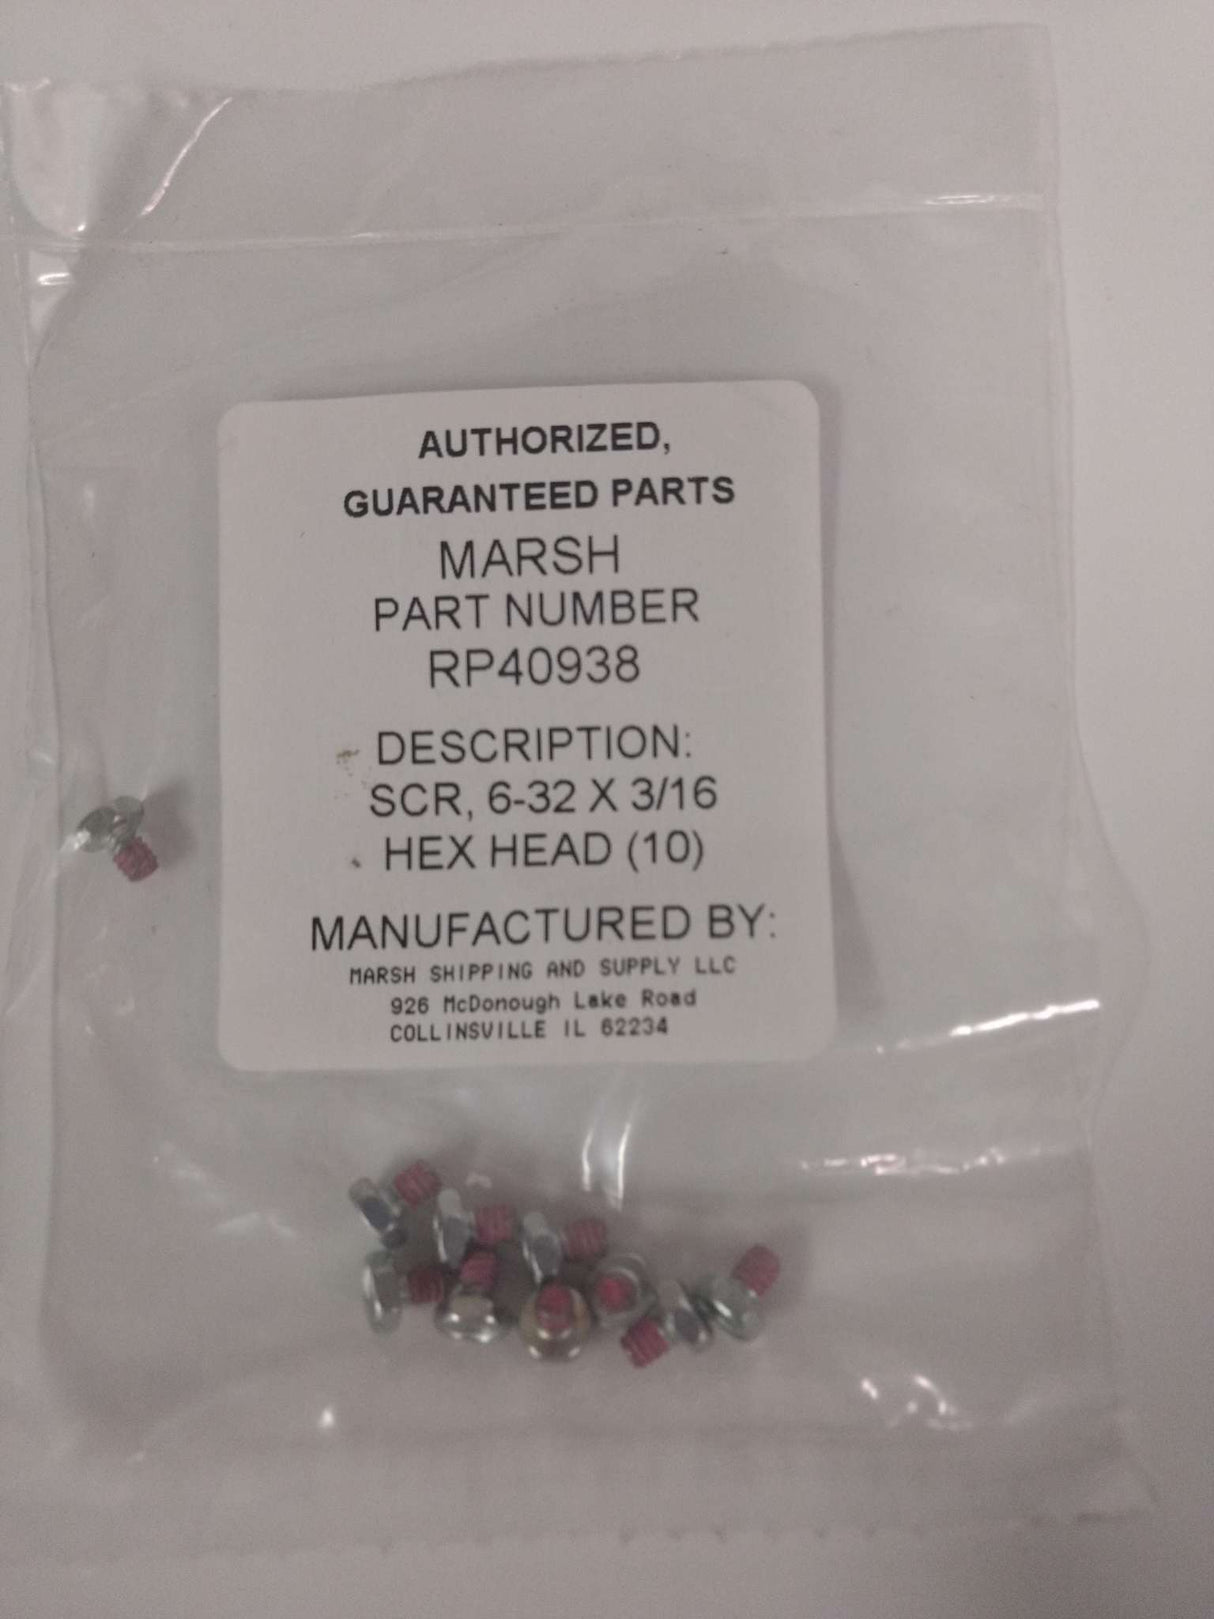 AUTHORIZED,
GUARANTEED PARTS
MARSH
PART NUMBER
RP40938
DESCRIPTION:
SCR, 6-32 X 3/16
HEX HEAD (10)
MANUFACTURED BY:
MARSH SHIPPING AND SUPPLY LLC
926 McDonough Lake Road
COLLINSVILLE IL 62234